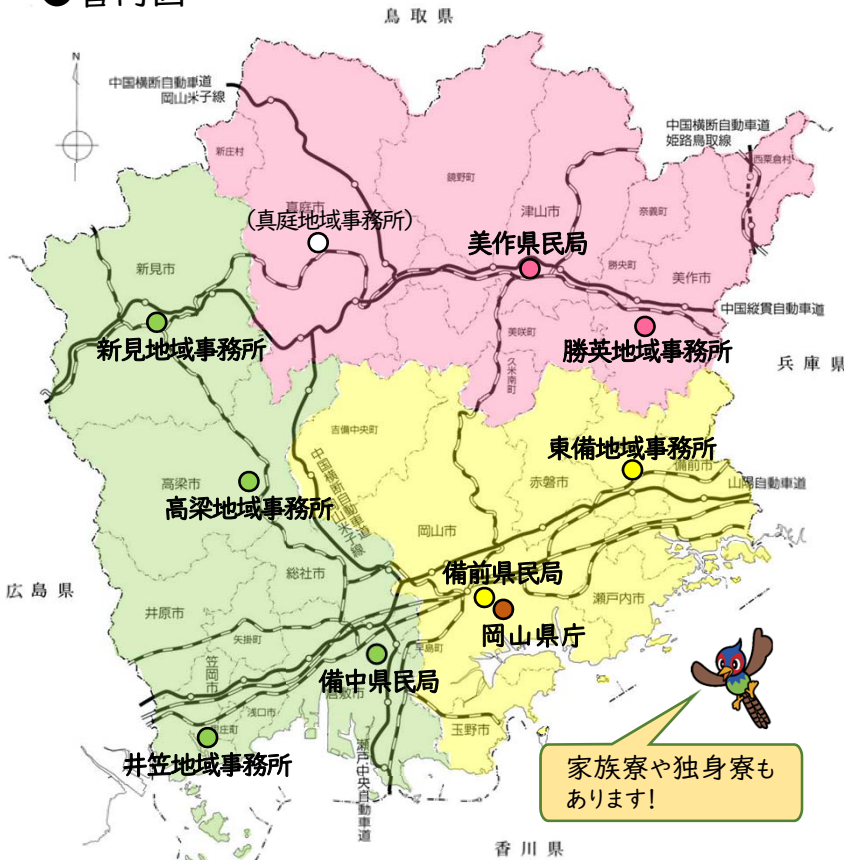 鳥取県
N
中国横断自動車道
岡山米子線
中国横断自動車道
姫路鳥取線
西粟倉村
新庄村
鏡野町
真庭市
(真庭地域事務所)
津山市
奈義町
美作県民局
勝央町
新見市
美作市
中国縦貫自動車道
美咲町
新見地域事務所
勝英地域事務所
兵庫県
久米南町
吉備中央町
東備地域事務所
備前市
赤磐市
山陽自動車道
高梁市
高梁地域事務所
中国横断自動車道
岡山米子線
岡山市
総社市
備前県民局
広島県
井原市
瀬戸内市
岡山県庁
矢掛町
早島町
笠岡市
備中県民局
倉敷市
浅口市
玉野市
井笠地域事務所
瀬戸中央自動車道
家族寮や独身寮も
あります!
香川県